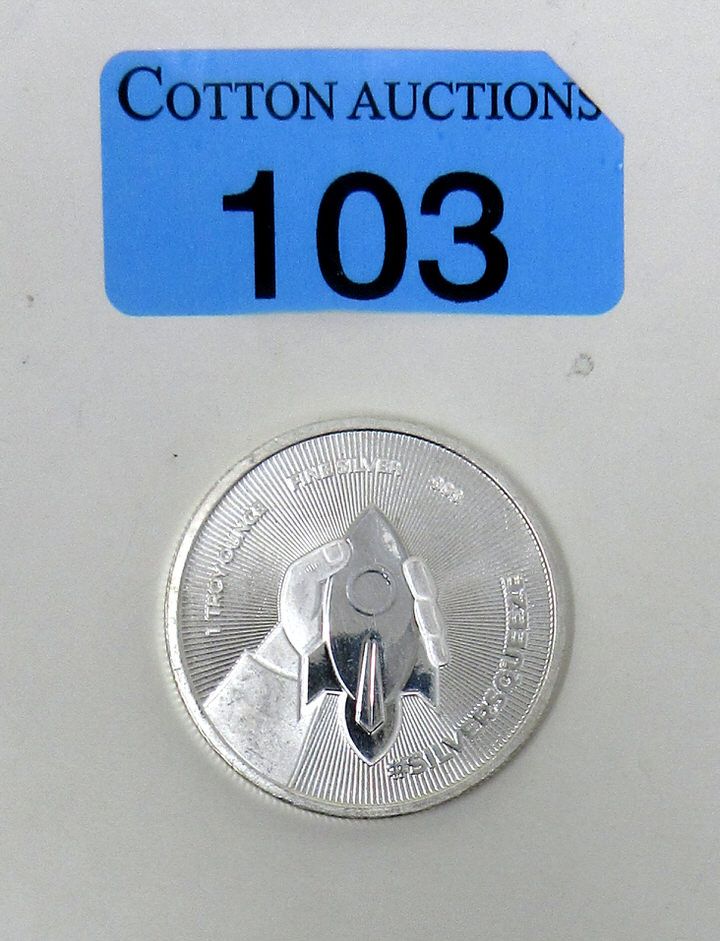 COTTON AUCTIONS
103
1 TROY OUNCE FINE SILVER .999
#SILVERSQUEEZE